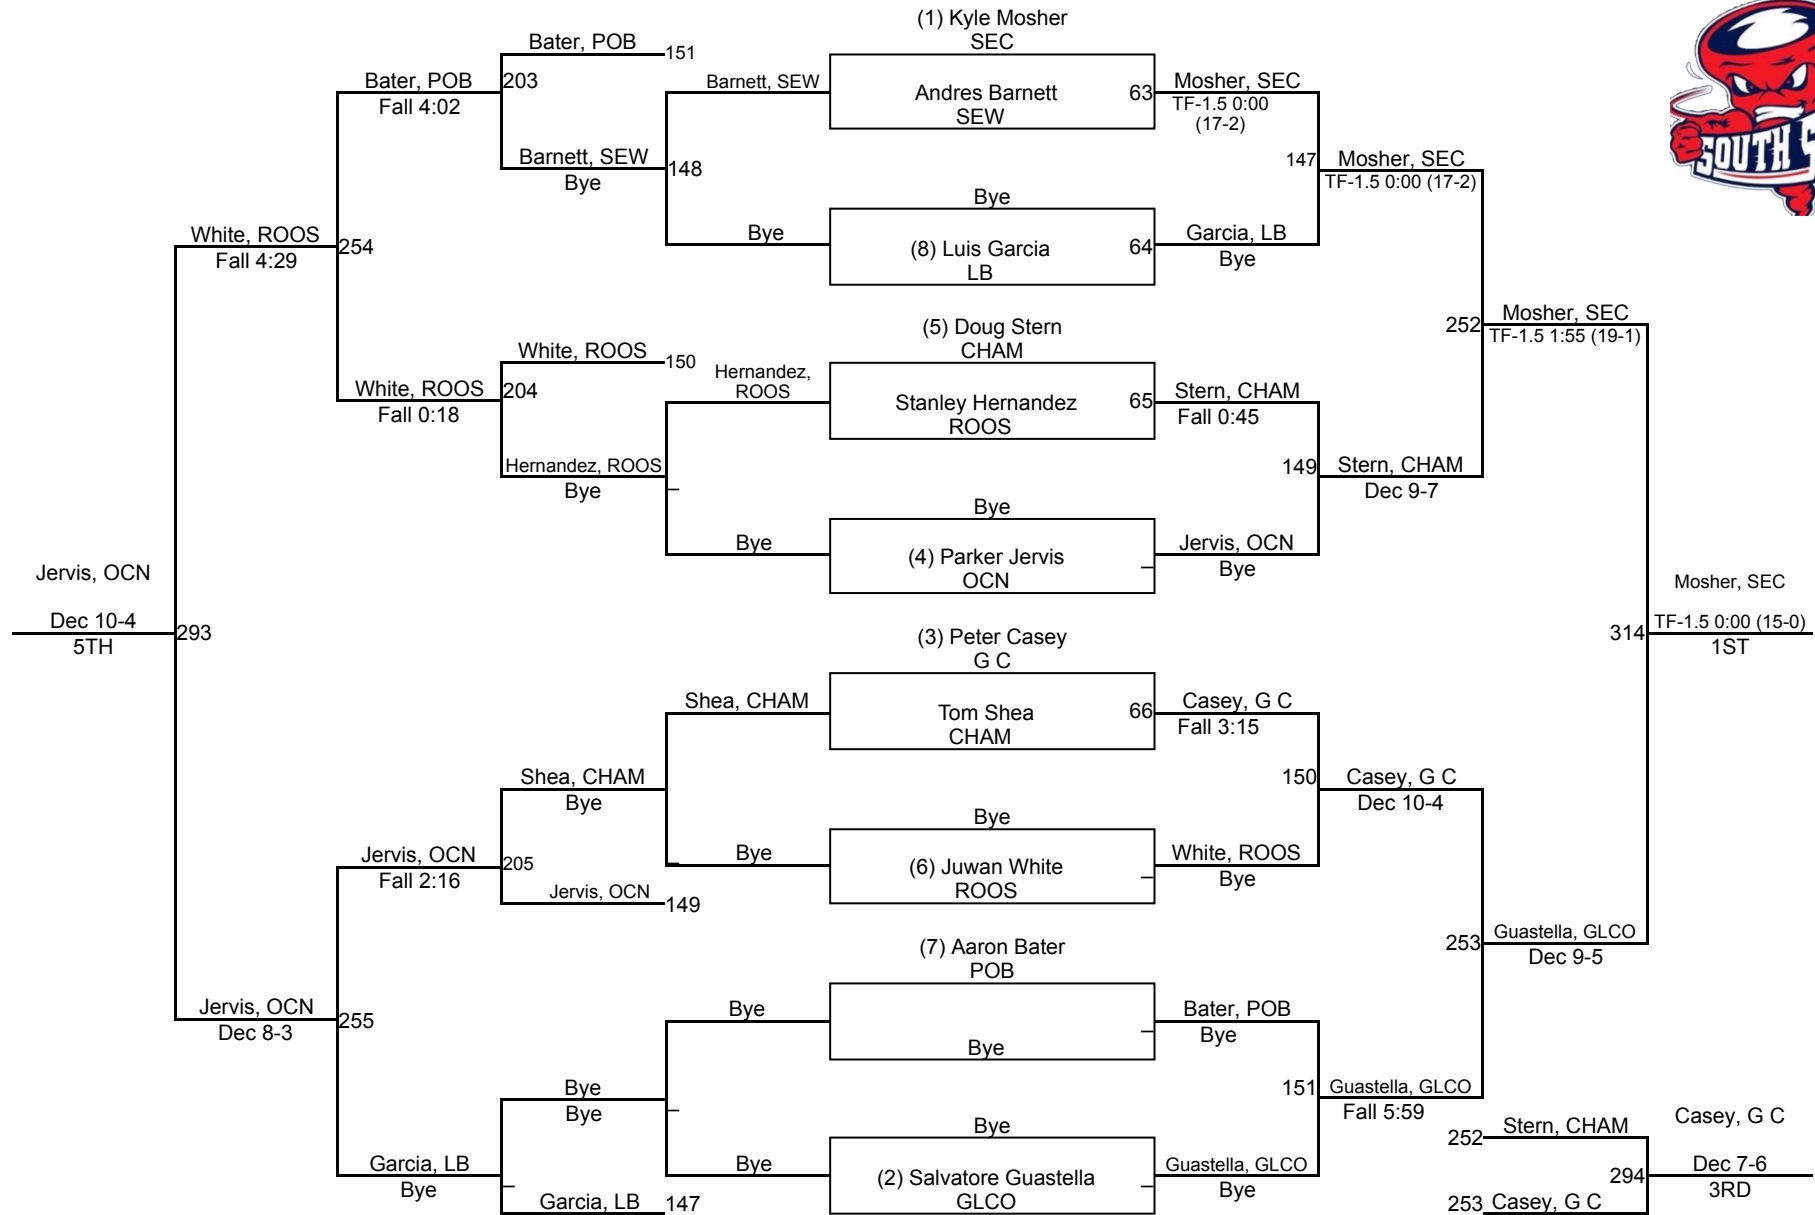 (1) Kyle Mosher
SEC
Andres Barnett
SEW
63
Bye
(8) Luis Garcia
LB
64
(5) Doug Stern
CHAM
Stanley Hernandez
ROOS
65
Bye
(4) Parker Jervis
OCN
(3) Peter Casey
G C
Tom Shea
CHAM
66
Bye
(6) Juwan White
ROOS
(7) Aaron Bater
POB
Bye
Bye
(2) Salvatore Guastella
GLCO
Mosher, SEC
TF-1.5 0:00
(17-2)
Garcia, LB
Bye
Stern, CHAM
Fall 0:45
Jervis, OCN
Bye
Casey, G C
Fall 3:15
White, ROOS
Bye
Bater, POB
Bye
Guastella, GLCO
Bye
147
Mosher, SEC
TF-1.5 0:00 (17-2)
149
Stern, CHAM
Dec 9-7
150
Casey, G C
Dec 10-4
151
Guastella, GLCO
Fall 5:59
252
Mosher, SEC
TF-1.5 1:55 (19-1)
253
Guastella, GLCO
Dec 9-5
314
Mosher, SEC
TF-1.5 0:00 (15-0)
1ST
252
Stern, CHAM
253
Casey, G C
294
Casey, G C
Dec 7-6
3RD
Barnett, SEW
Bye
Hernandez,
ROOS
Bye
Shea, CHAM
Bye
Bye
Bye
Bater, POB
151
Barnett, SEW
Bye
148
White, ROOS
150
Hernandez, ROOS
Bye
Shea, CHAM
Bye
Jervis, OCN
149
Bye
Bye
Garcia, LB
147
Bater, POB
Fall 4:02
203
White, ROOS
Fall 0:18
204
Jervis, OCN
Fall 2:16
205
Garcia, LB
Bye
White, ROOS
Fall 4:29
254
Jervis, OCN
Dec 8-3
255
Jervis, OCN
Dec 10-4
5TH
293
SOUTH